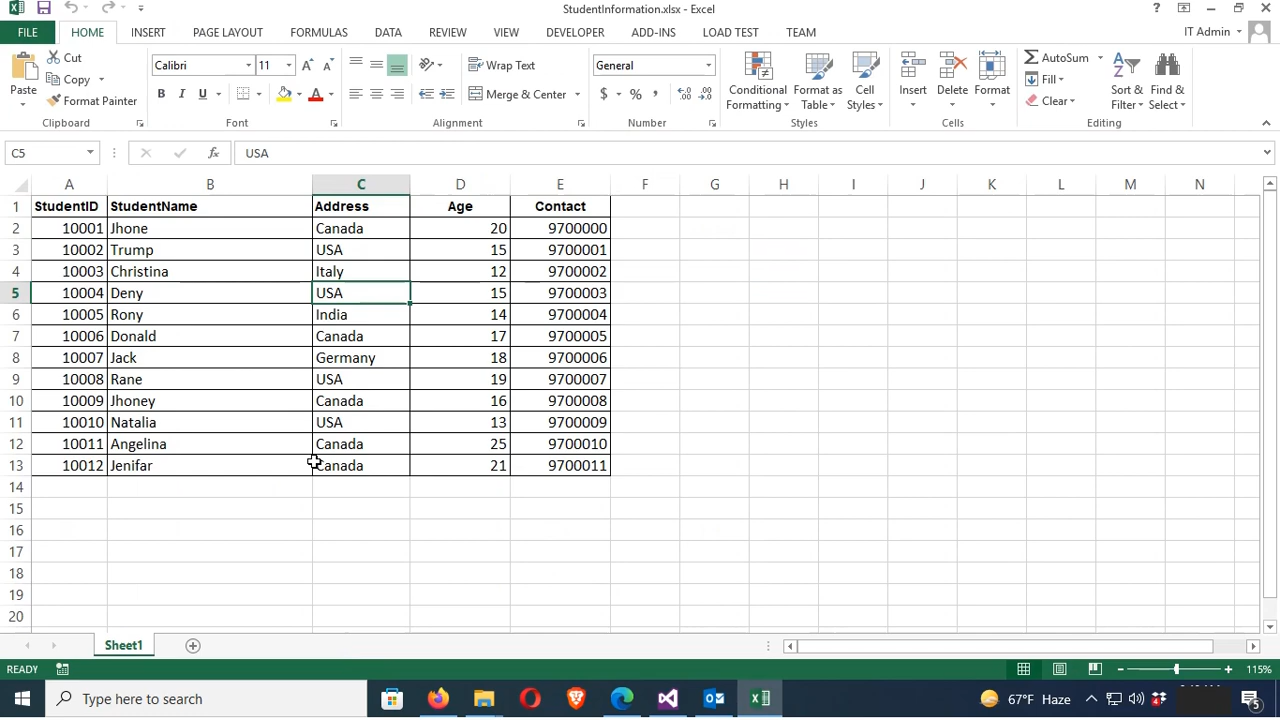 StudentInformation.xlsx - Excel
FILE HOME INSERT PAGE LAYOUT FORMULAS DATA REVIEW VIEW DEVELOPER ADD-INS LOAD TEST TEAM IT Admin
Cut
Copy
Format Painter
Paste
Clipboard
Calibri 11
B I U A
Font
Wrap Text
Merge & Center
Alignment
General
$ % ,
Number
Conditional Formatting
Format as Table
Cell Styles
Styles
Insert Delete Format
Cells
AutoSum
Fill
Clear
Sort & Filter
Find & Select
Editing
C5 fx USA
A B C D E F G H I J K L M N
1 StudentID StudentName Address Age Contact
2 10001 Jhone Canada 20 9700000
3 10002 Trump USA 15 9700001
4 10003 Christina Italy 12 9700002
5 10004 Deny USA 15 9700003
6 10005 Rony India 14 9700004
7 10006 Donald Canada 17 9700005
8 10007 Jack Germany 18 9700006
9 10008 Rane USA 19 9700007
10 10009 Jhoney Canada 16 9700008
11 10010 Natalia USA 13 9700009
12 10011 Angelina Canada 25 9700010
13 10012 Jenifar Canada 21 9700011
14
15
16
17
18
19
20
Sheet1
READY 115%
Type here to search 67°F Haze 5